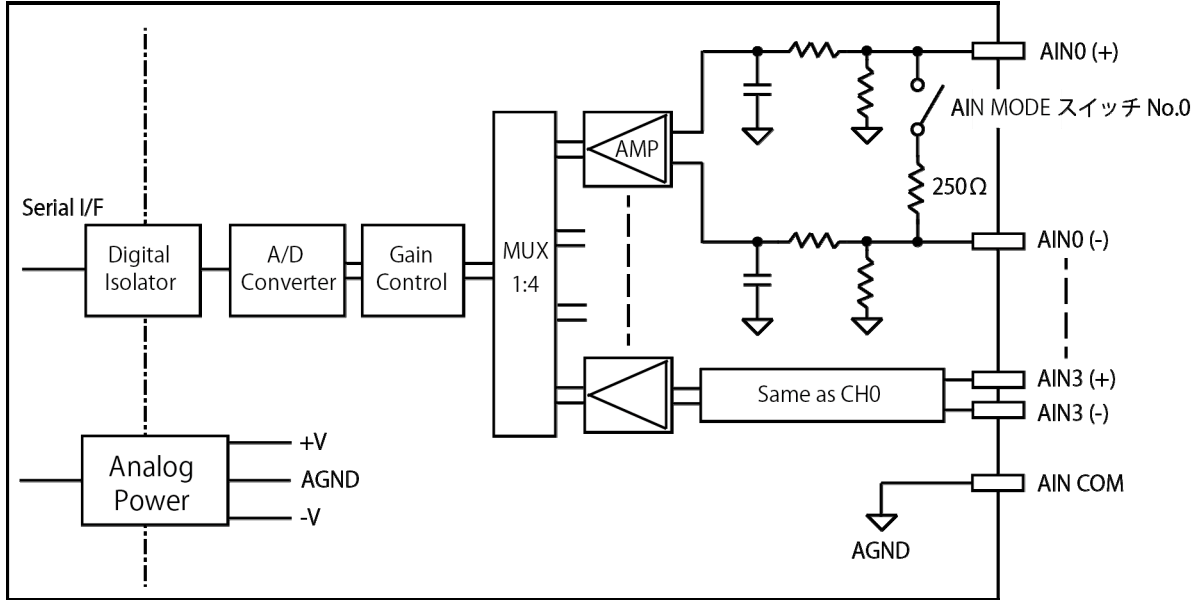 AIN0 (+)
AIN MODE スイッチ No.0
AMP
250Ω
Serial I/F
Digital
Isolator
A/D
Converter
Gain
Control
MUX
1:4
AIN0 (-)
Same as CH0
AIN3 (+)
AIN3 (-)
Analog
Power
+V
AGND
-V
AIN COM
AGND